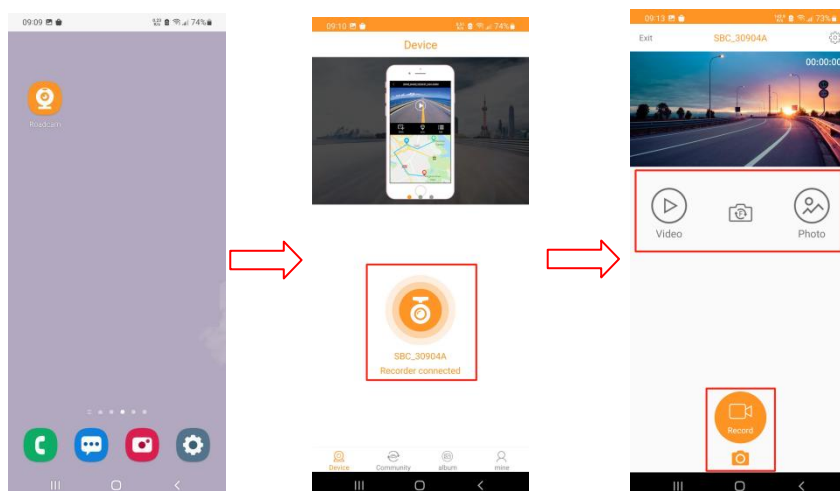 09:09
74%
Roadcam
09:10
74%
Device
SBC_30904A
Recorder connected
Device
Community
album
mine
09:13
73%
Exit
SBC_30904A
00:00:00
Video
Photo
Record